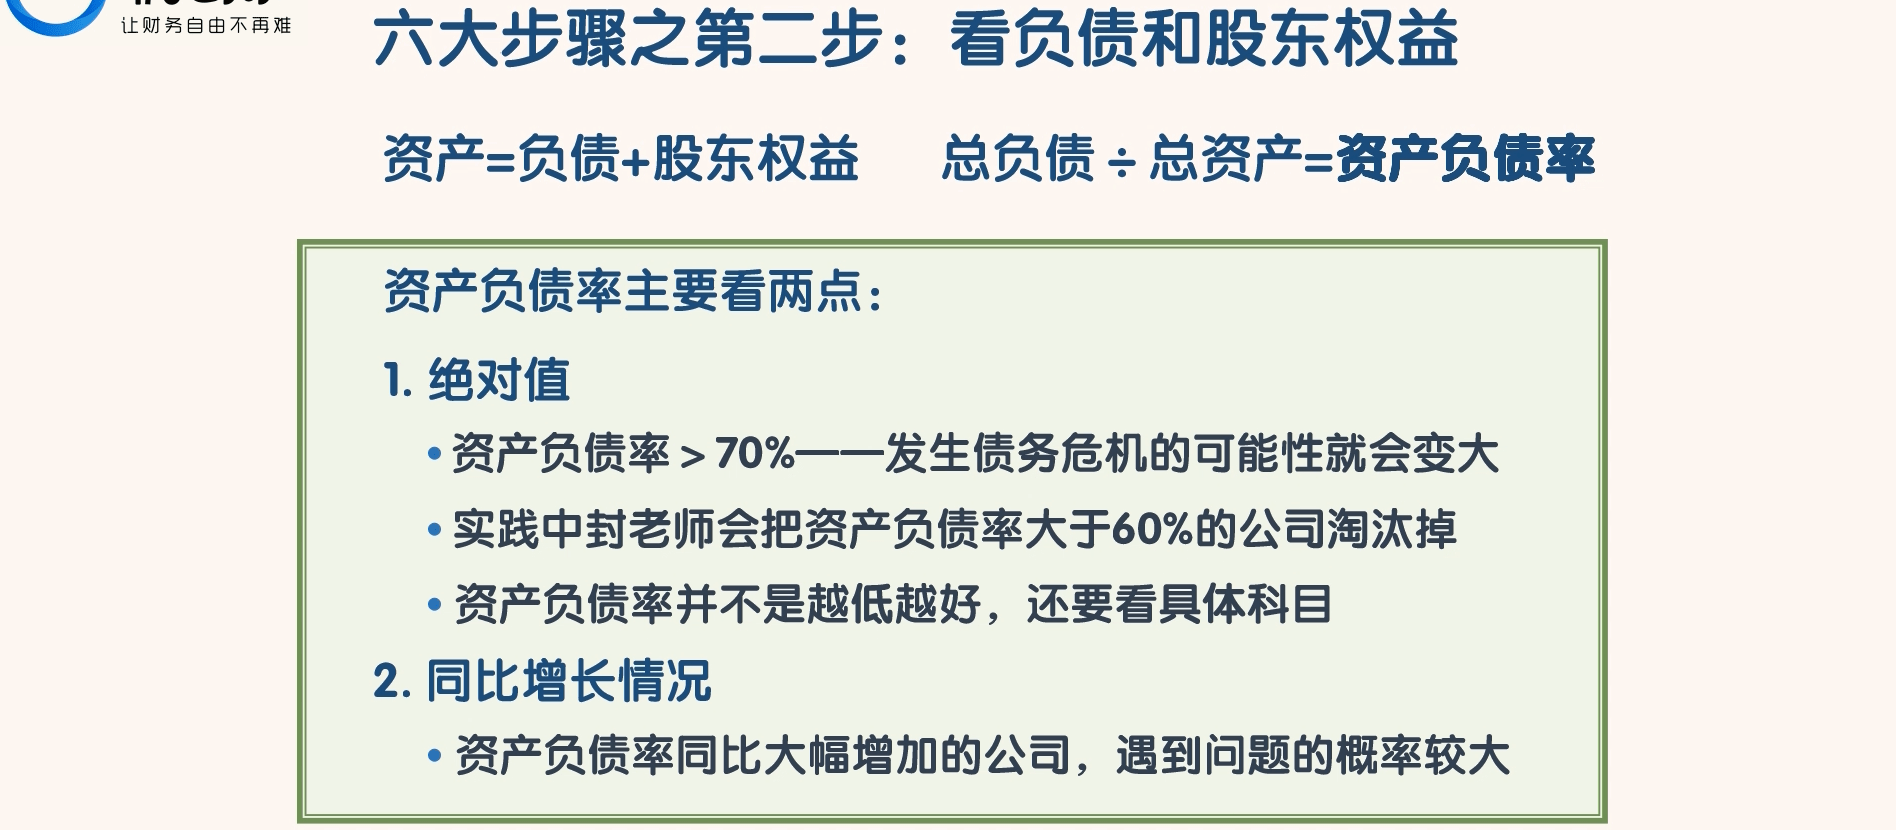 让财务自由不再难
六大步骤之第二步：看负债和股东权益
资产=负债+股东权益 总负债÷总资产=资产负债率
资产负债率主要看两点：
1. 绝对值
• 资产负债率＞70%——发生债务危机的可能性就会变大
• 实践中封老师会把资产负债率大于60%的公司淘汰掉
• 资产负债率并不是越低越好，还要看具体科目
2. 同比增长情况
• 资产负债率同比大幅增加的公司，遇到问题的概率较大